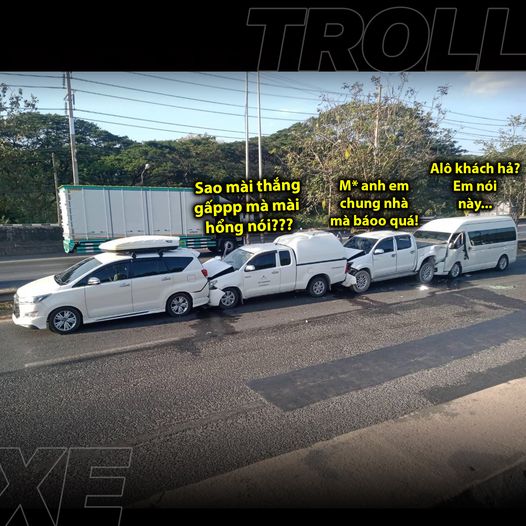 TROLL
Alô khách hả?
Em nói
này...
Sao mài thắng
gấppp mà mài
hổng nói???
M* anh em
chung nhà
mà báoo quá!
XE